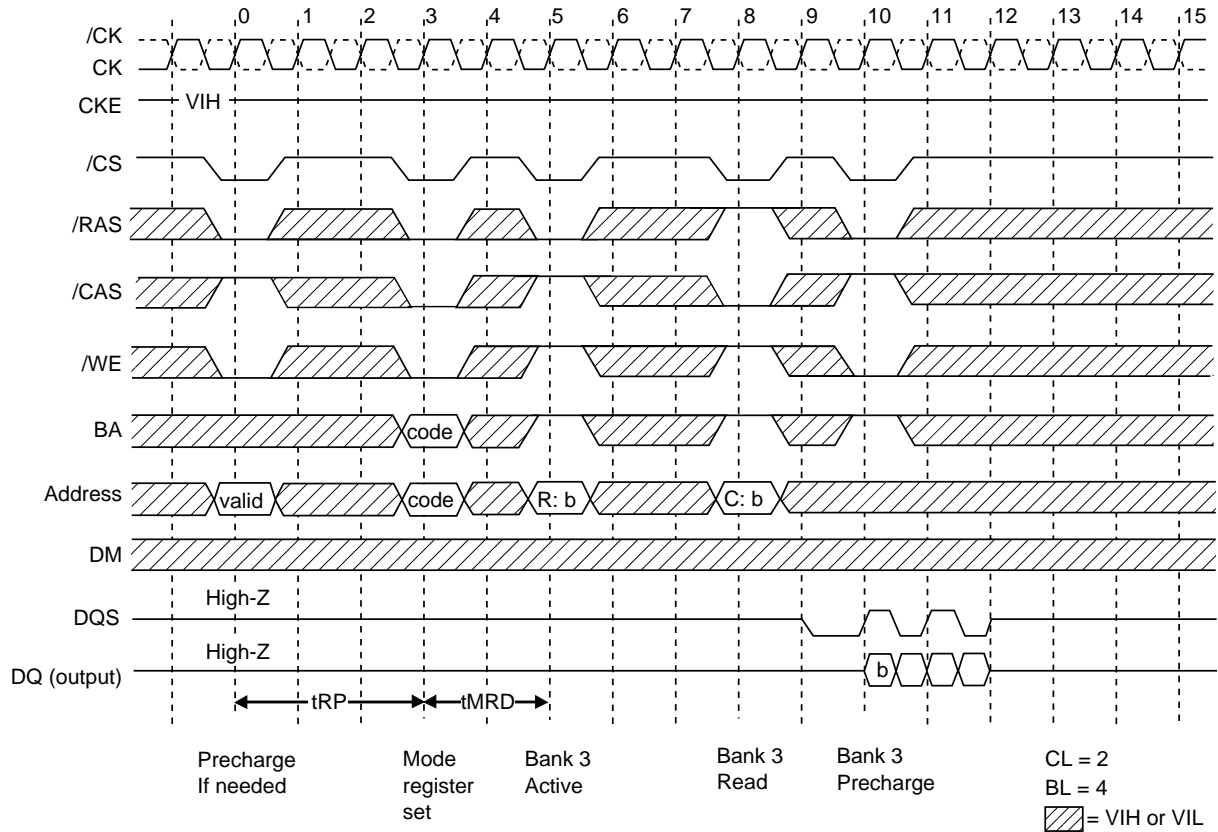 0 1 2 3 4 5 6 7 8 9 10 11 12 13 14 15
/CK
CK
CKE
VIH
/CS
/RAS
/CAS
/WE
BA
code
Address
valid
code
R: b
C: b
DM
High-Z
DQS
High-Z
DQ (output)
b
tRP
tMRD
Precharge
If needed
Mode
register
set
Bank 3
Active
Bank 3
Read
Bank 3
Precharge
CL = 2
BL = 4
= VIH or VIL